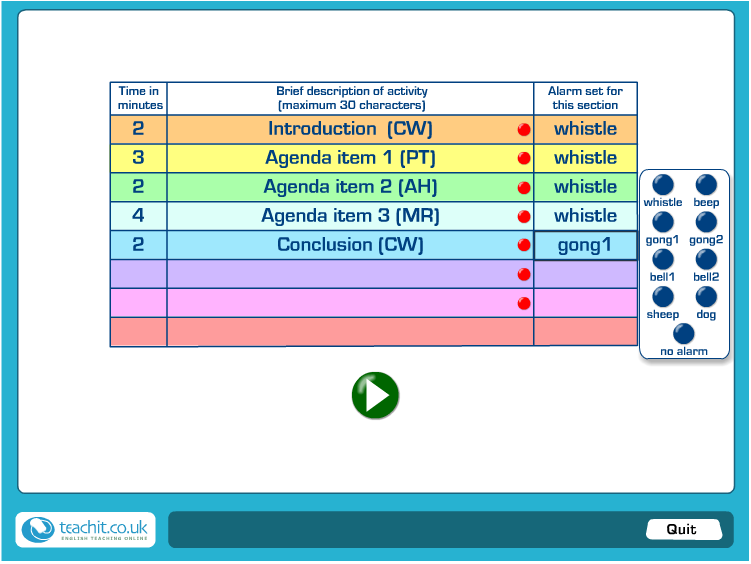 Time in minutes Brief description of activity (maximum 30 characters) Alarm set for this section
2 Introduction (CW) whistle
3 Agenda item 1 (PT) whistle
2 Agenda item 2 (AH) whistle
4 Agenda item 3 (MR) whistle
2 Conclusion (CW) gong1
whistle beep
gong1 gong2
bell1 bell2
sheep dog
no alarm
teachit.co.uk
ENGLISH TEACHING ONLINE
Quit